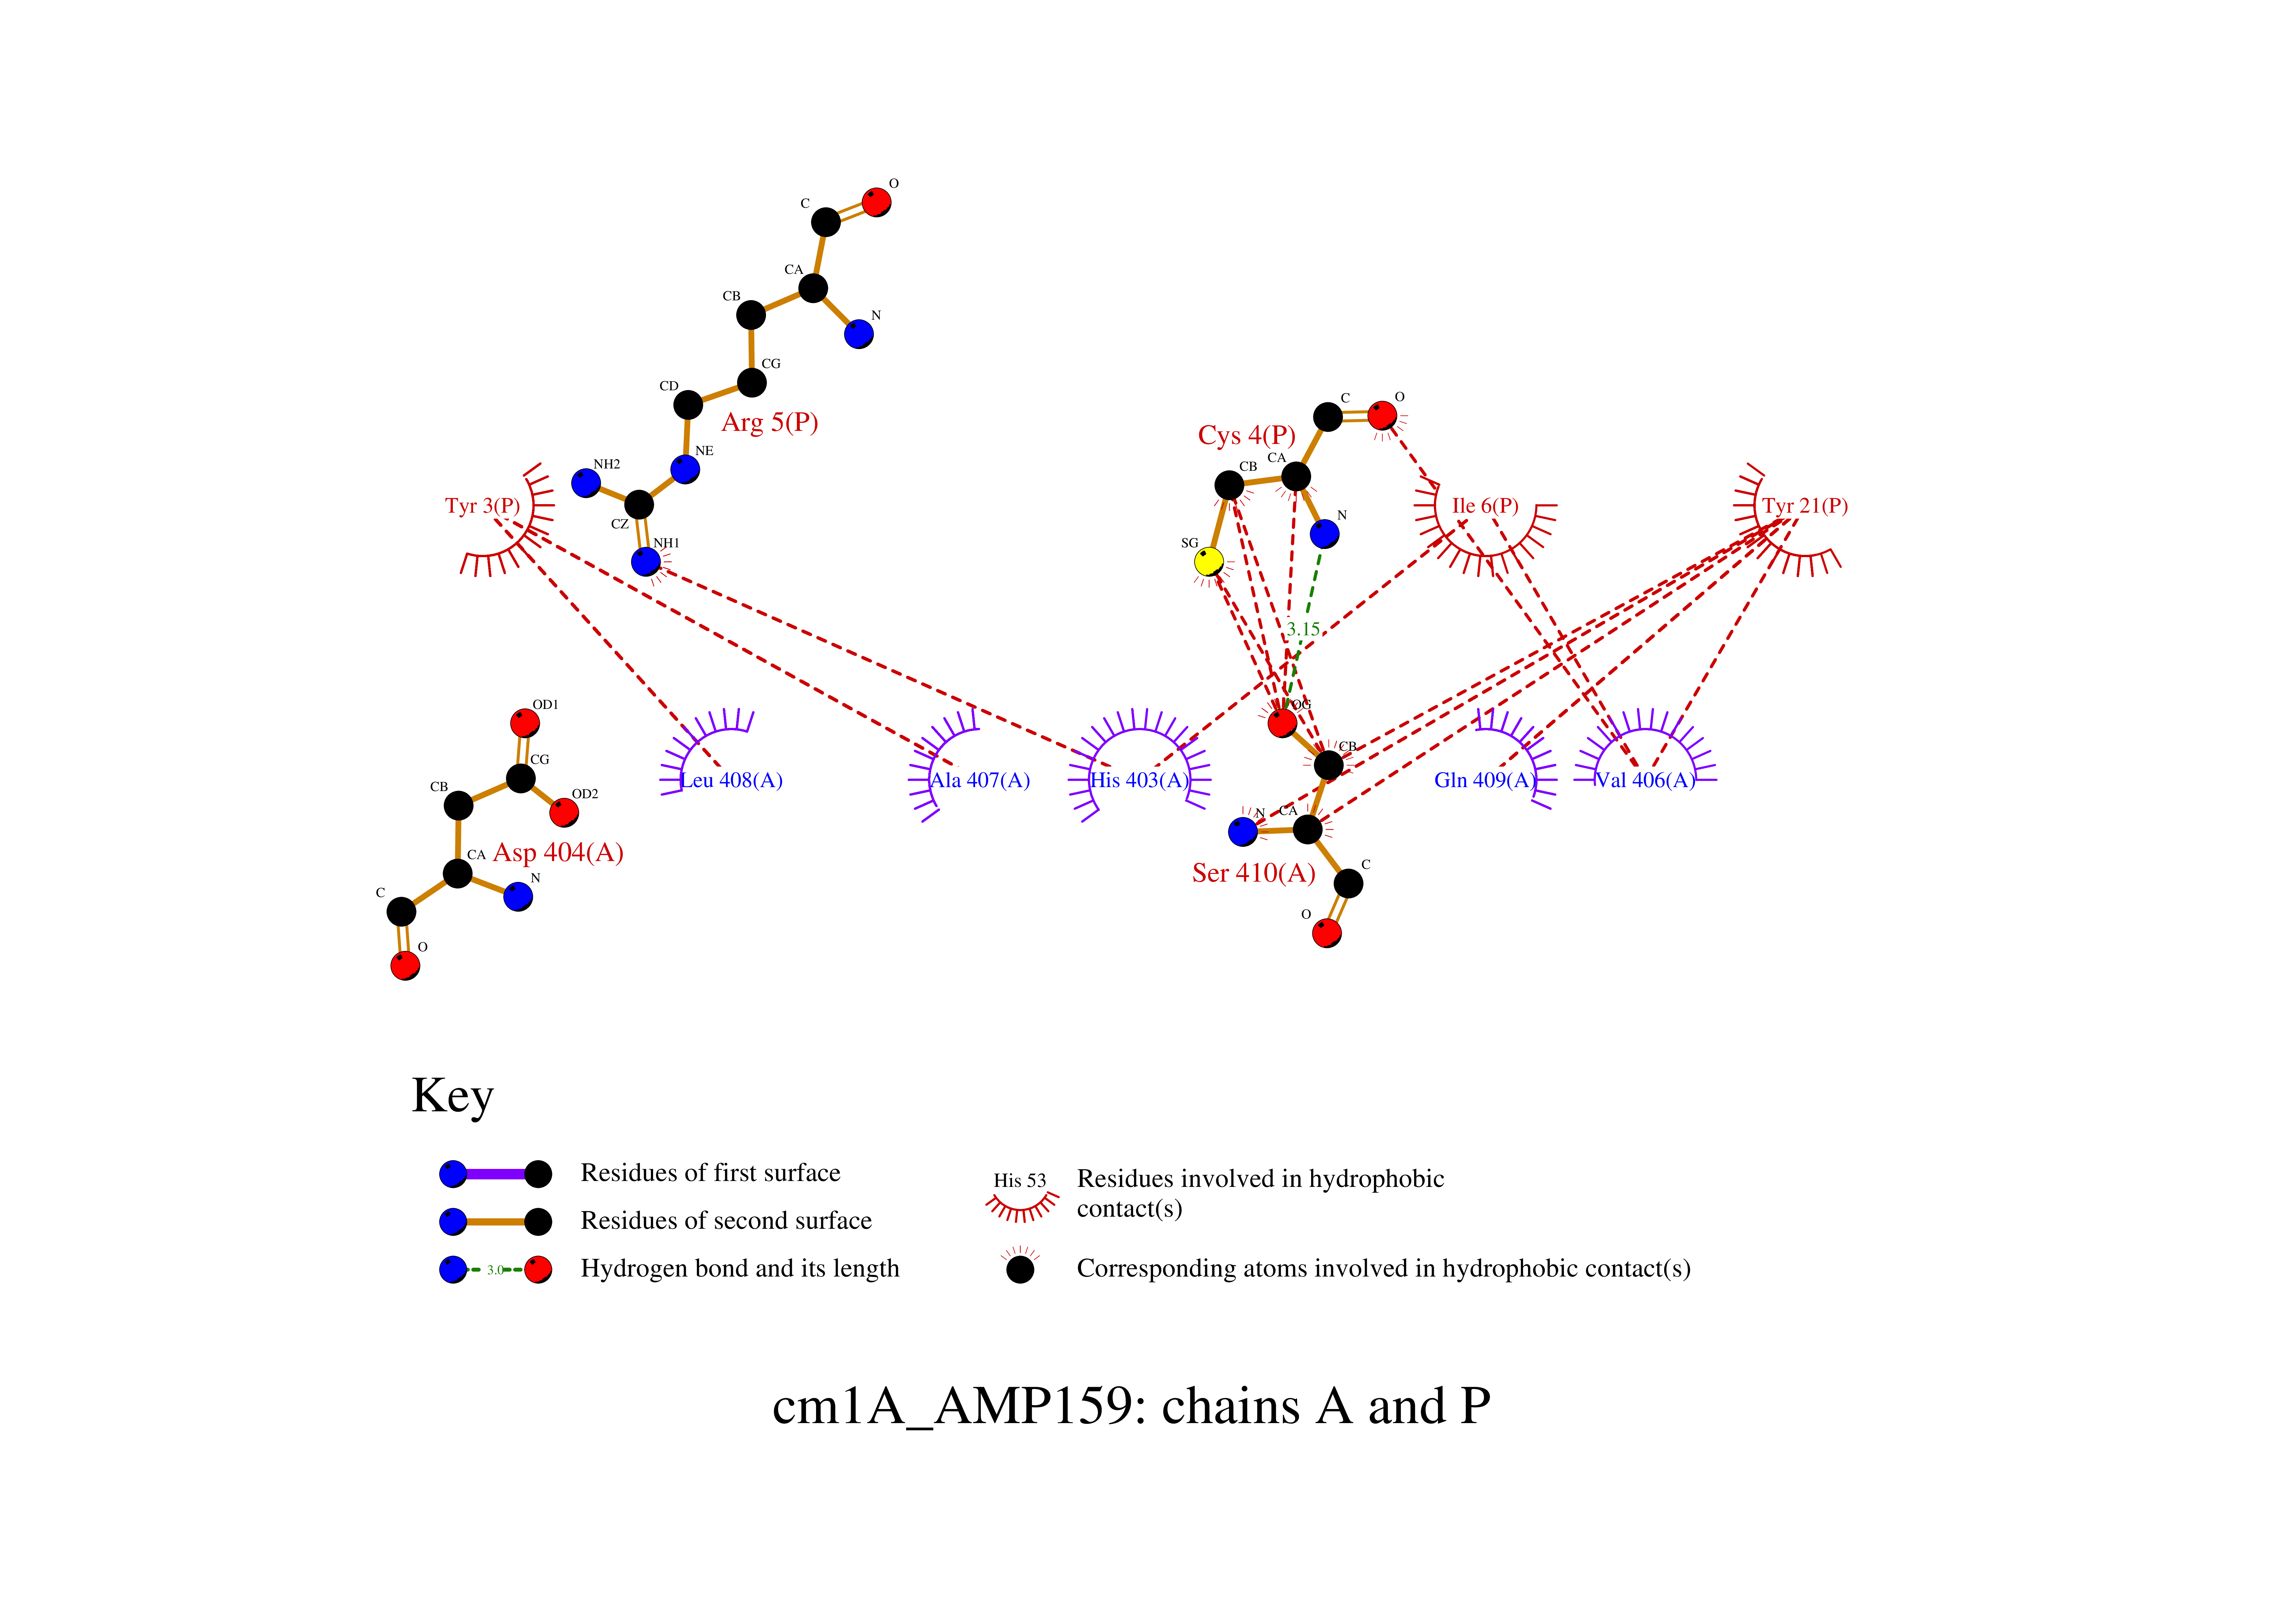 O
C
CA
CB
N
CG
CD
Arg 5(P)
NE
NH2
CZ
NH1
Tyr 3(P)
C
O
Cys 4(P)
CA
CB
N
SG
Ile 6(P)
Tyr 21(P)
3.15
OD1
CG
CB
OD2
CA
Asp 404(A)
N
C
O
Leu 408(A)
Ala 407(A)
His 403(A)
OG
CB
N
CA
Ser 410(A)
C
O
Gln 409(A)
Val 406(A)
Key
Residues of first surface
Residues of second surface
3.0
Hydrogen bond and its length
His 53
Residues involved in hydrophobic
contact(s)
Corresponding atoms involved in hydrophobic contact(s)
cm1A_AMP159: chains A and P